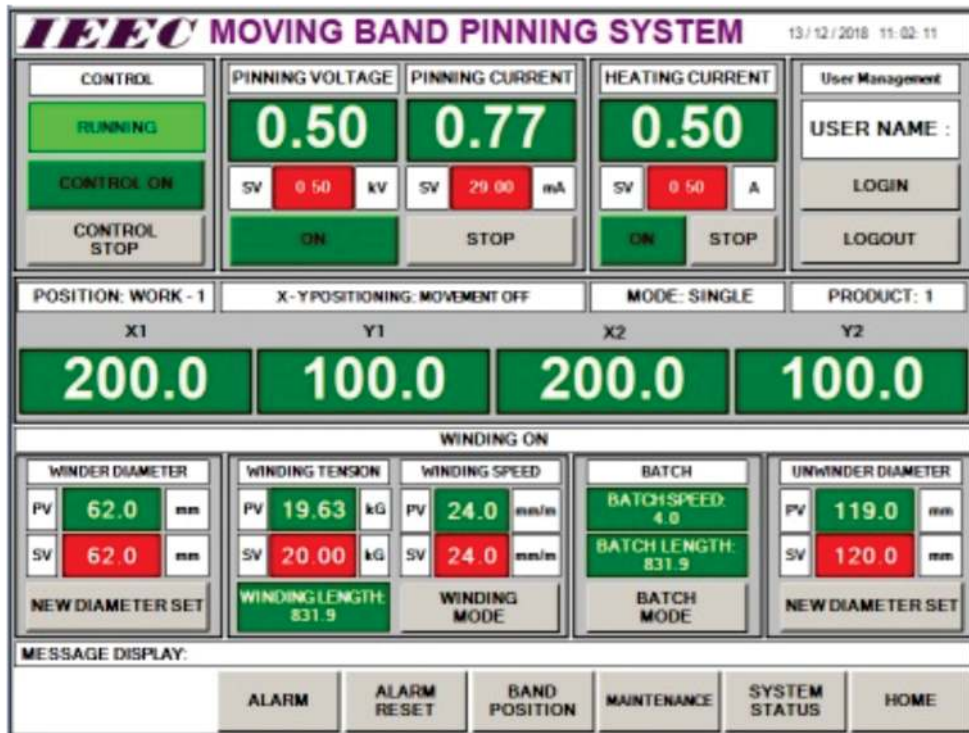 IEEC MOVING BAND PINNING SYSTEM 13/12/2018 11:02:11
CONTROL
RUNNING
CONTROL ON
CONTROL
STOP
PINNING VOLTAGE
0.50
SV 0.50 kV
ON
PINNING CURRENT
0.77
SV 29.00 mA
STOP
HEATING CURRENT
0.50
SV 0.50 A
ON STOP
User Management
USER NAME :
LOGIN
LOGOUT
POSITION: WORK - 1 X - Y POSITIONING: MOVEMENT OFF MODE: SINGLE PRODUCT: 1
X1 Y1 X2 Y2
200.0 100.0 200.0 100.0
WINDING ON
WINDER DIAMETER
PV 62.0 mm
SV 62.0 mm
NEW DIAMETER SET
WINDING TENSION
PV 19.63 kG
SV 20.00 kG
WINDING LENGTH:
831.9
WINDING SPEED
PV 24.0 mm/m
SV 24.0 mm/m
WINDING
MODE
BATCH
BATCH SPEED:
4.0
BATCH LENGTH:
831.9
BATCH
MODE
UNWINDER DIAMETER
PV 119.0 mm
SV 120.0 mm
NEW DIAMETER SET
MESSAGE DISPLAY:
ALARM
ALARM
RESET
BAND
POSITION
MAINTENANCE
SYSTEM
STATUS
HOME